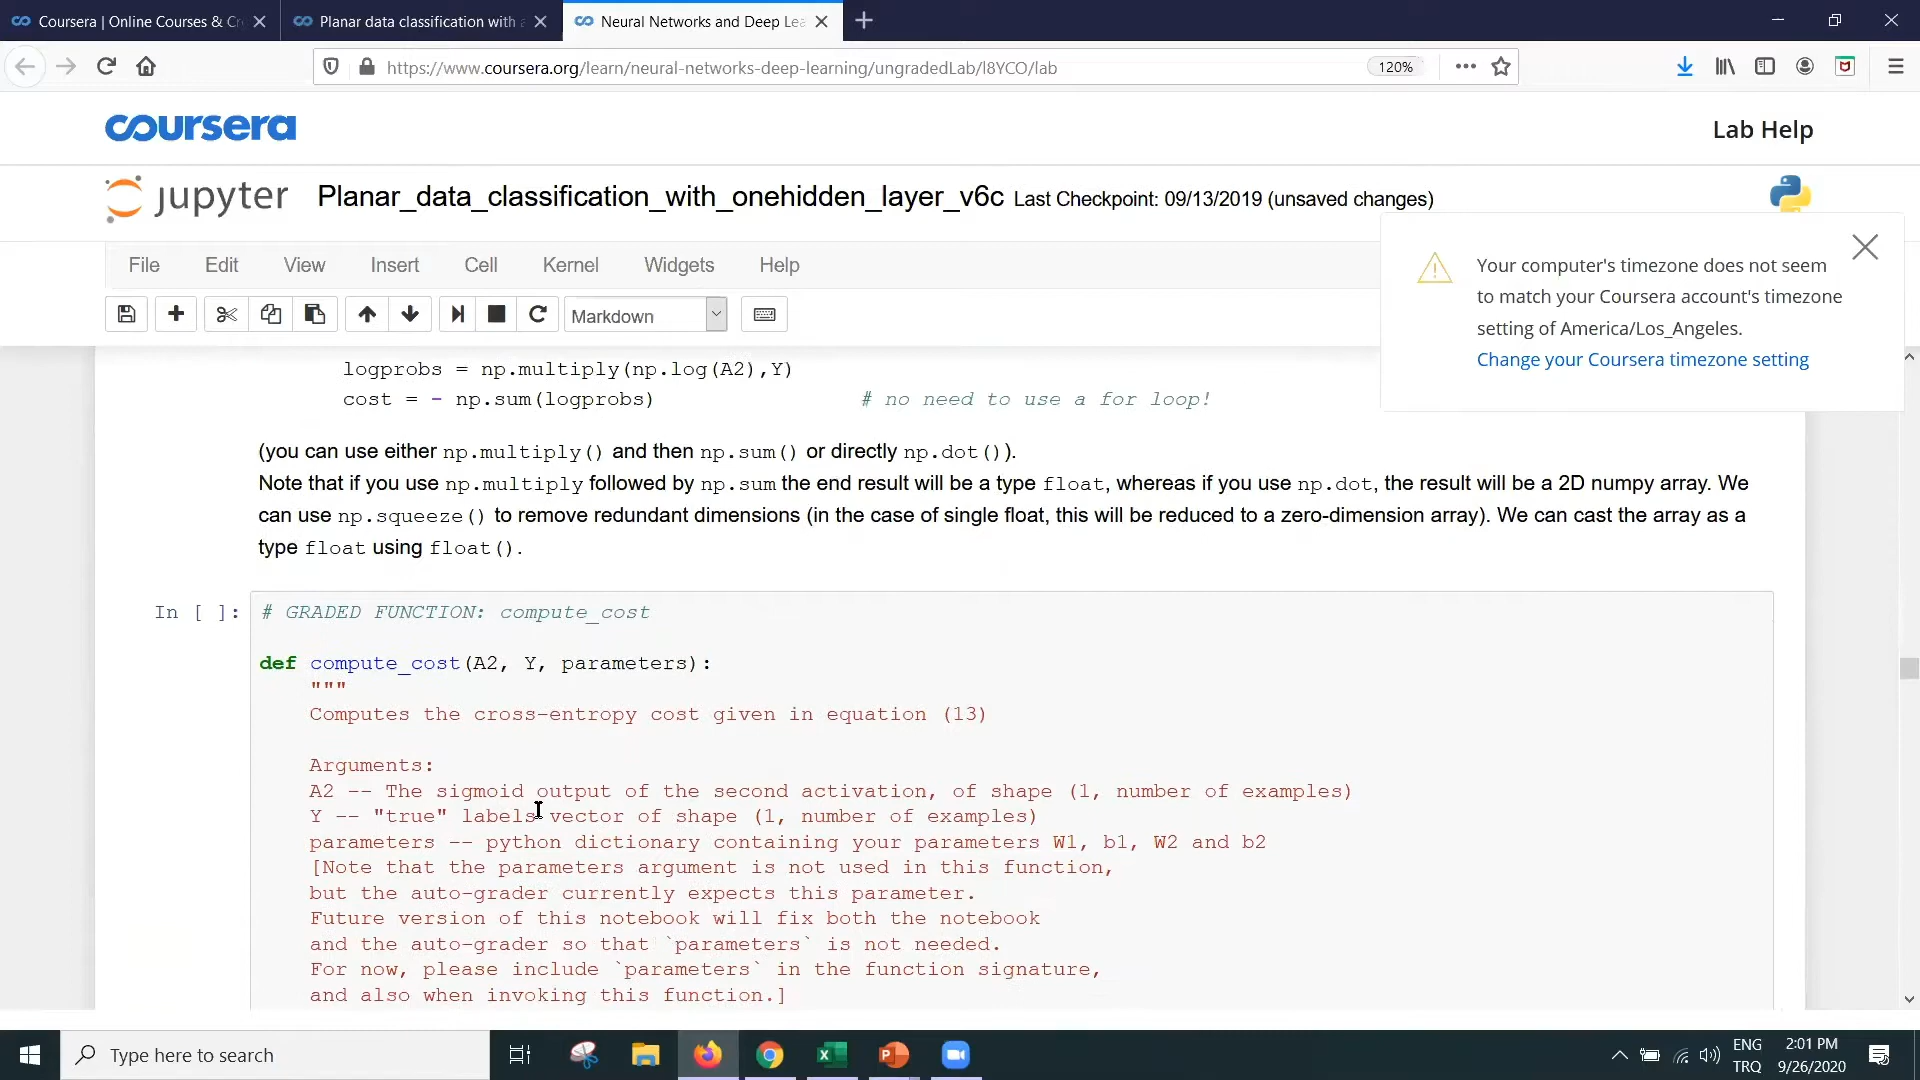 Coursera | Online Courses & Cr
Planar data classification with a
Neural Networks and Deep Lea
https://www.coursera.org/learn/neural-networks-deep-learning/ungradedLab/l8YCO/lab
120%
coursera
Lab Help
jupyter
Planar_data_classification_with_onehidden_layer_v6c Last Checkpoint: 09/13/2019 (unsaved changes)
File Edit View Insert Cell Kernel Widgets Help
Markdown
Your computer's timezone does not seem
to match your Coursera account's timezone
setting of America/Los_Angeles.
Change your Coursera timezone setting
logprobs = np.multiply(np.log(A2),Y)
cost = - np.sum(logprobs) # no need to use a for loop!
(you can use either np.multiply() and then np.sum() or directly np.dot()).
Note that if you use np.multiply followed by np.sum the end result will be a type float, whereas if you use np.dot, the result will be a 2D numpy array. We
can use np.squeeze() to remove redundant dimensions (in the case of single float, this will be reduced to a zero-dimension array). We can cast the array as a
type float using float().
In [ ]: # GRADED FUNCTION: compute_cost
def compute_cost(A2, Y, parameters):
"""
Computes the cross-entropy cost given in equation (13)
Arguments:
A2 -- The sigmoid output of the second activation, of shape (1, number of examples)
Y -- "true" labels vector of shape (1, number of examples)
parameters -- python dictionary containing your parameters W1, b1, W2 and b2
[Note that the parameters argument is not used in this function,
but the auto-grader currently expects this parameter.
Future version of this notebook will fix both the notebook
and the auto-grader so that `parameters` is not needed.
For now, please include `parameters` in the function signature,
and also when invoking this function.]
Type here to search
ENG
TRQ
2:01 PM
9/26/2020